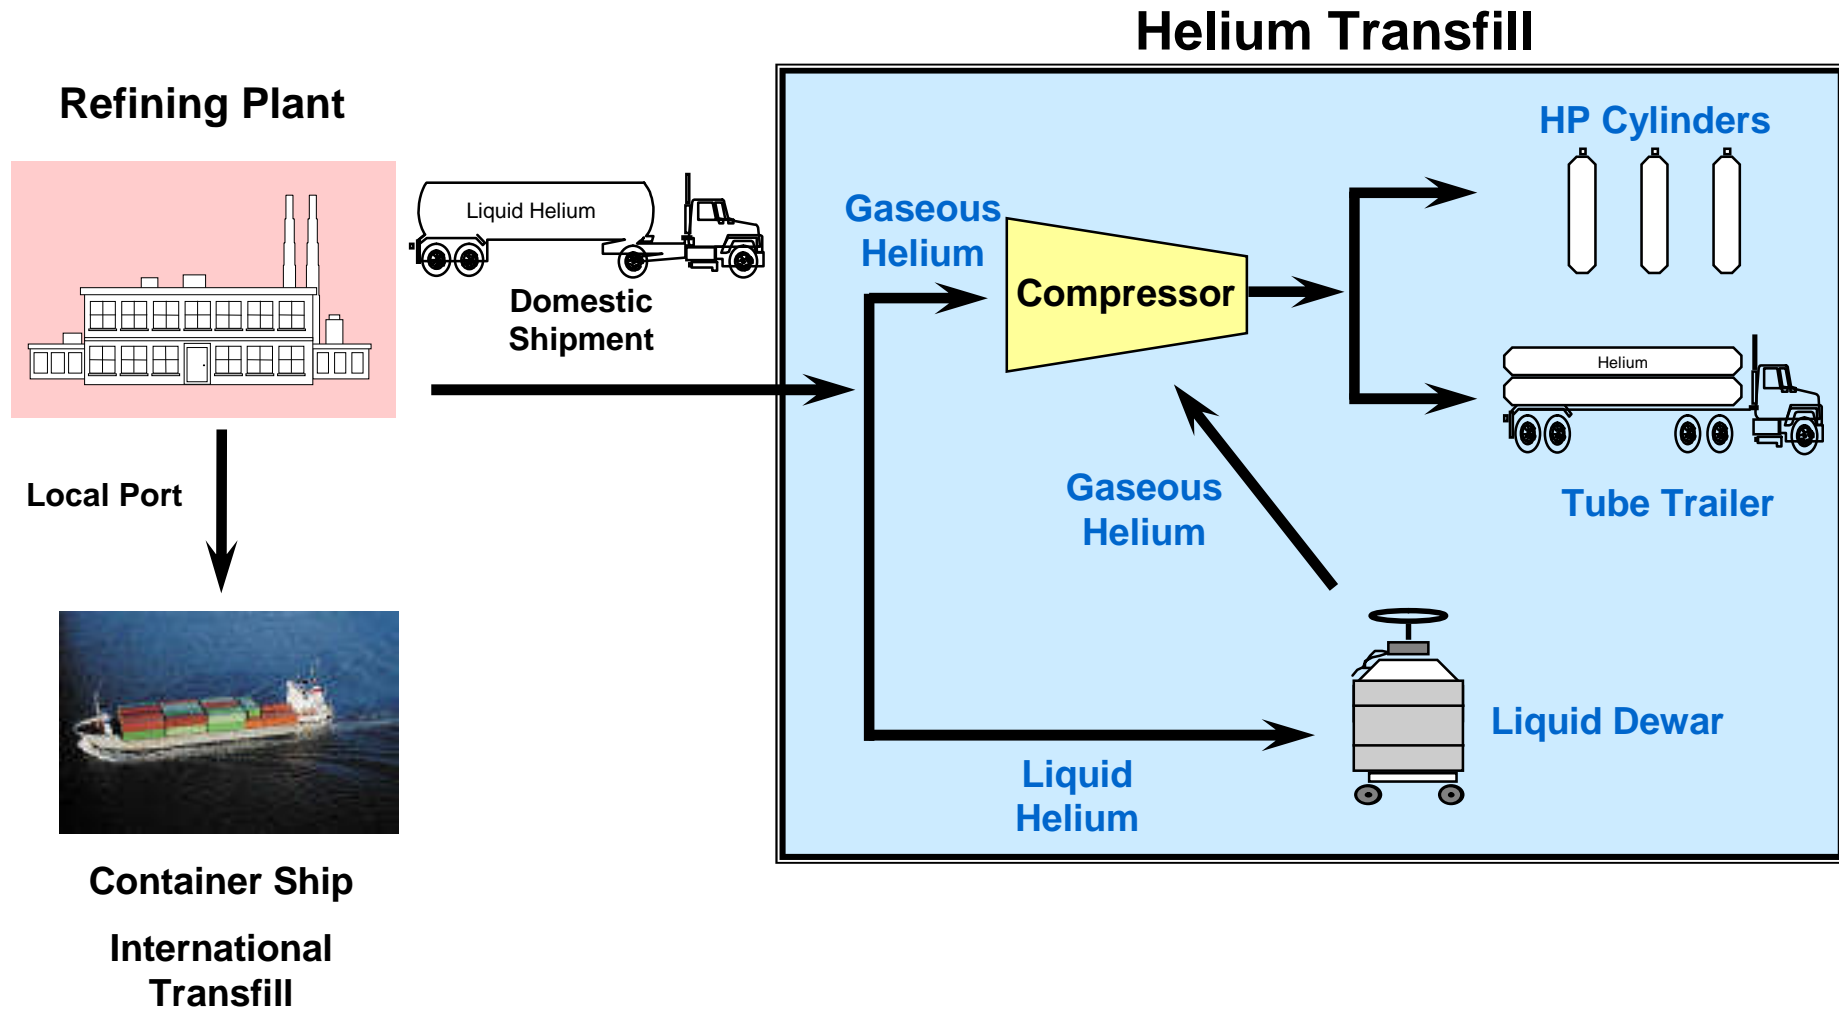 Helium Transfill
Refining Plant
Liquid Helium
Domestic
Shipment
Local Port
Container Ship
International
Transfill
Gaseous
Helium
Compressor
HP Cylinders
Helium
Tube Trailer
Gaseous
Helium
Liquid Dewar
Liquid
Helium